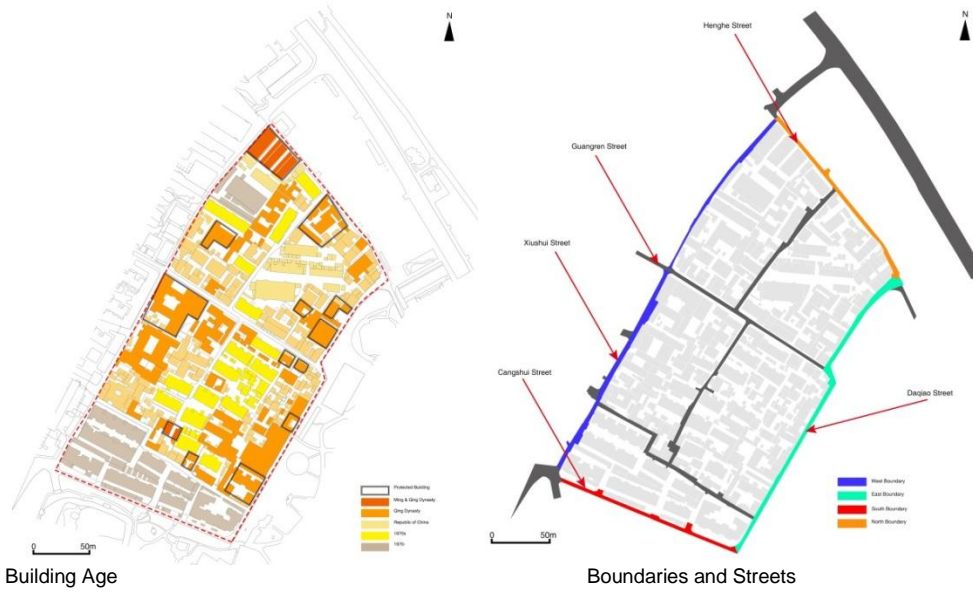 N
Protected Building
Ming & Qing Dynasty
Qing Dynasty
Republic of China
0
50m
Building Age
N
Henghe Street
Guangren Street
Xiushui Street
Cangshui Street
Daqiao Street
West Boundary
East Boundary
South Boundary
North Boundary
0
50m
Boundaries and Streets